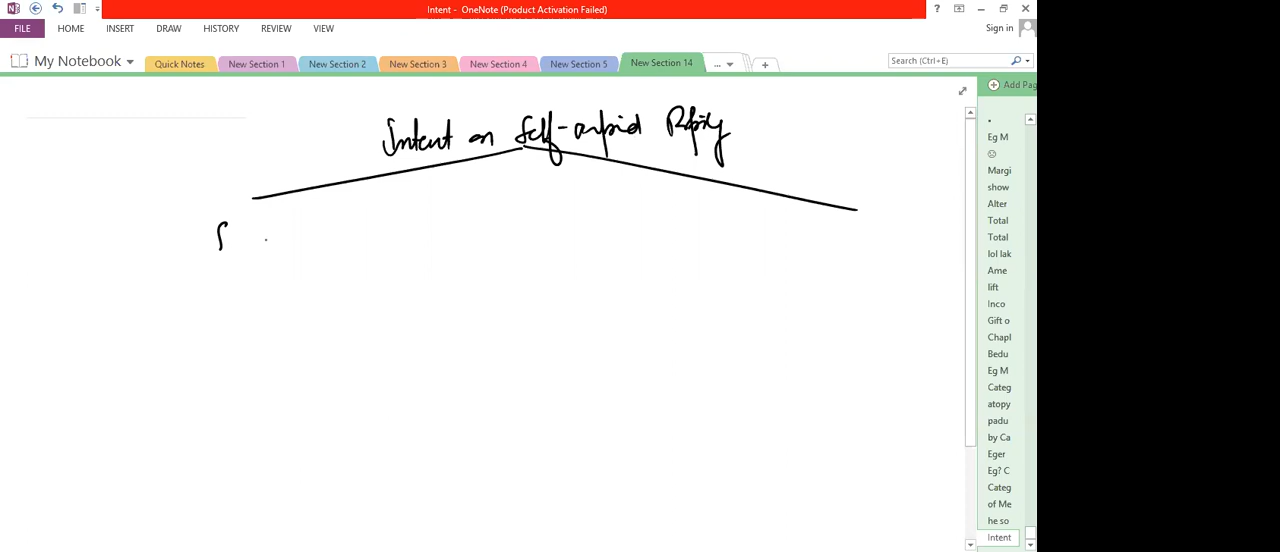 Intent - OneNote (Product Activation Failed)
?
Sign in
FILE HOME INSERT DRAW HISTORY REVIEW VIEW
My Notebook Quick Notes New Section 1 New Section 2 New Section 3 New Section 4 New Section 5 New Section 14 ... + Search (Ctrl+E)
Add Pag
Intent on Self-occupied
Eg M
☹
Margi
show
Alter
Total
Total
lol lak
Ame
lift
Inco
Gift o
Chapl
Bedu
Eg M
Categ
atopy
padu
by Ca
Eger
Eg? C
Categ
of Me
he so
Intent